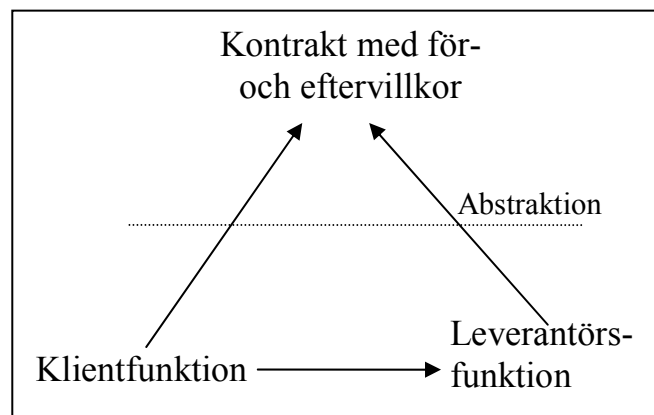 Kontrakt med för-
och eftervillkor
Abstraktion
Klientfunktion
Leverantörs-
funktion